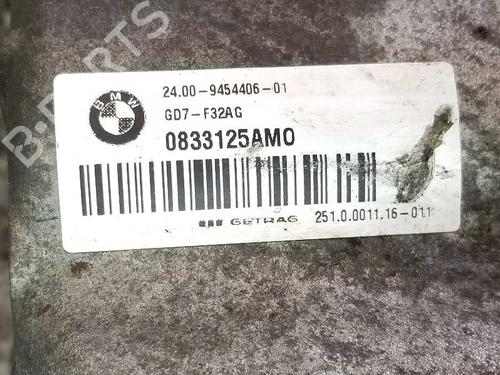 B-PARTS
BMW
24.00-9454406-01
GD7-F32AG
0833125AM0
GETRAG 251.0.0011.16-011